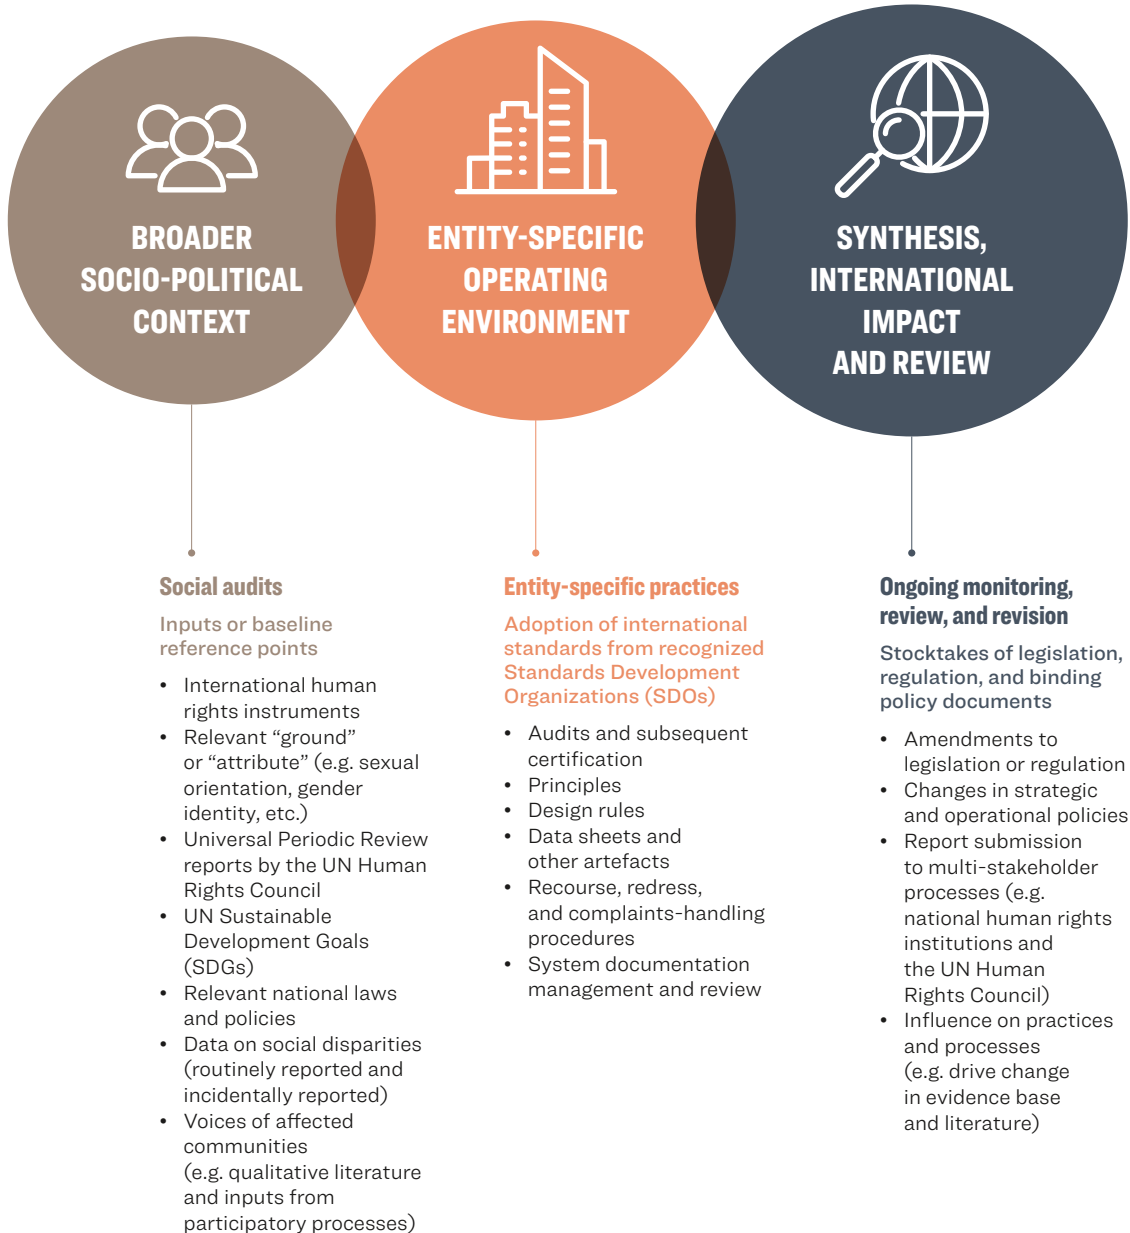 BROADER
SOCIO-POLITICAL
CONTEXT
ENTITY-SPECIFIC
OPERATING
ENVIRONMENT
SYNTHESIS,
INTERNATIONAL
IMPACT
AND REVIEW
Social audits
Inputs or baseline
reference points
• International human
rights instruments
• Relevant “ground”
or “attribute” (e.g. sexual
orientation, gender
identity, etc.)
• Universal Periodic Review
reports by the UN Human
Rights Council
• UN Sustainable
Development Goals
(SDGs)
• Relevant national laws
and policies
• Data on social disparities
(routinely reported and
incidentally reported)
• Voices of affected
communities
(e.g. qualitative literature
and inputs from
participatory processes)
Entity-specific practices
Adoption of international
standards from recognized
Standards Development
Organizations (SDOs)
• Audits and subsequent
certification
• Principles
• Design rules
• Data sheets and
other artefacts
• Recourse, redress,
and complaints-handling
procedures
• System documentation
management and review
Ongoing monitoring,
review, and revision
Stocktakes of legislation,
regulation, and binding
policy documents
• Amendments to
legislation or regulation
• Changes in strategic
and operational policies
• Report submission
to multi-stakeholder
processes (e.g.
national human rights
institutions and
the UN Human
Rights Council)
• Influence on practices
and processes
(e.g. drive change
in evidence base
and literature)